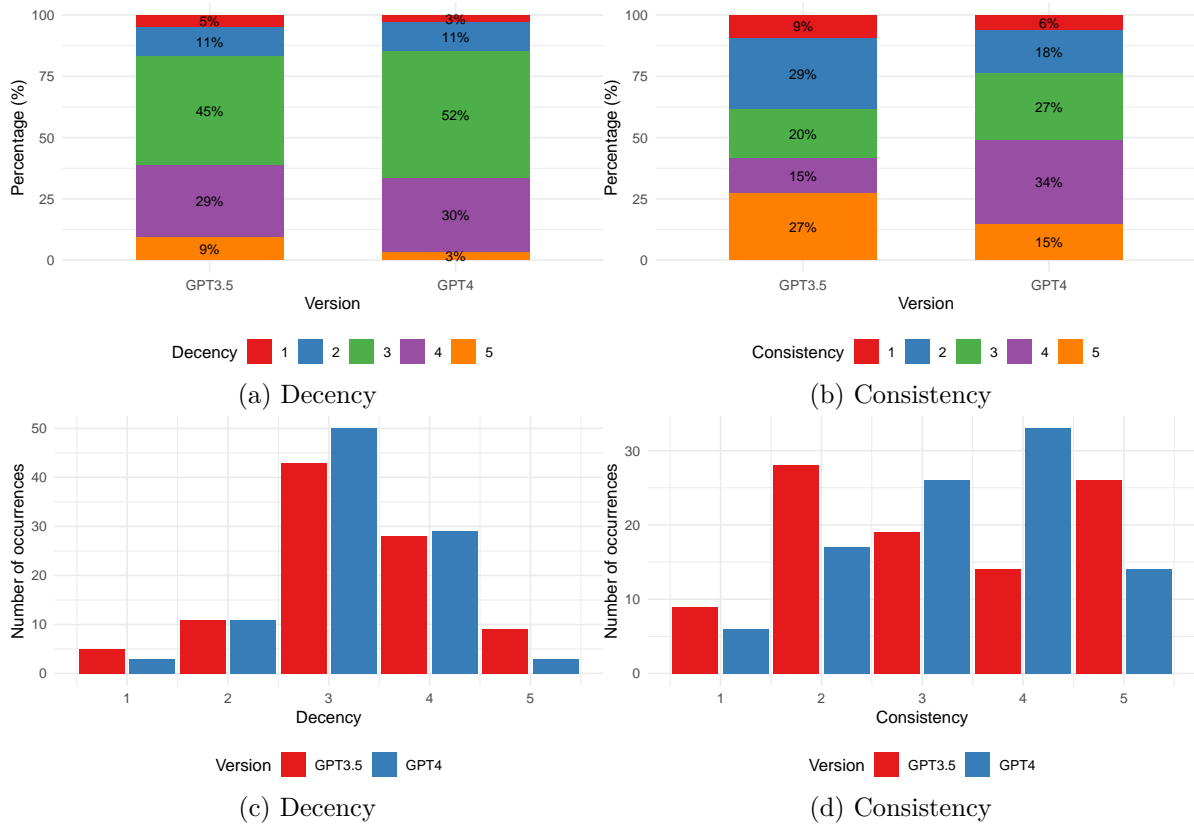 100
75
50
25
0
Percentage (%)
5%
11%
45%
29%
9%
3%
11%
52%
30%
3%
GPT3.5
GPT4
Version
Decency 1 2 3 4 5
(a) Decency
100
75
50
25
0
Percentage (%)
9%
29%
20%
15%
27%
6%
18%
27%
34%
15%
GPT3.5
GPT4
Version
Consistency 1 2 3 4 5
(b) Consistency
50
40
30
20
10
0
Number of occurrences
1 2 3 4 5
Decency
Version GPT3.5 GPT4
(c) Decency
30
20
10
0
Number of occurrences
1 2 3 4 5
Consistency
Version GPT3.5 GPT4
(d) Consistency